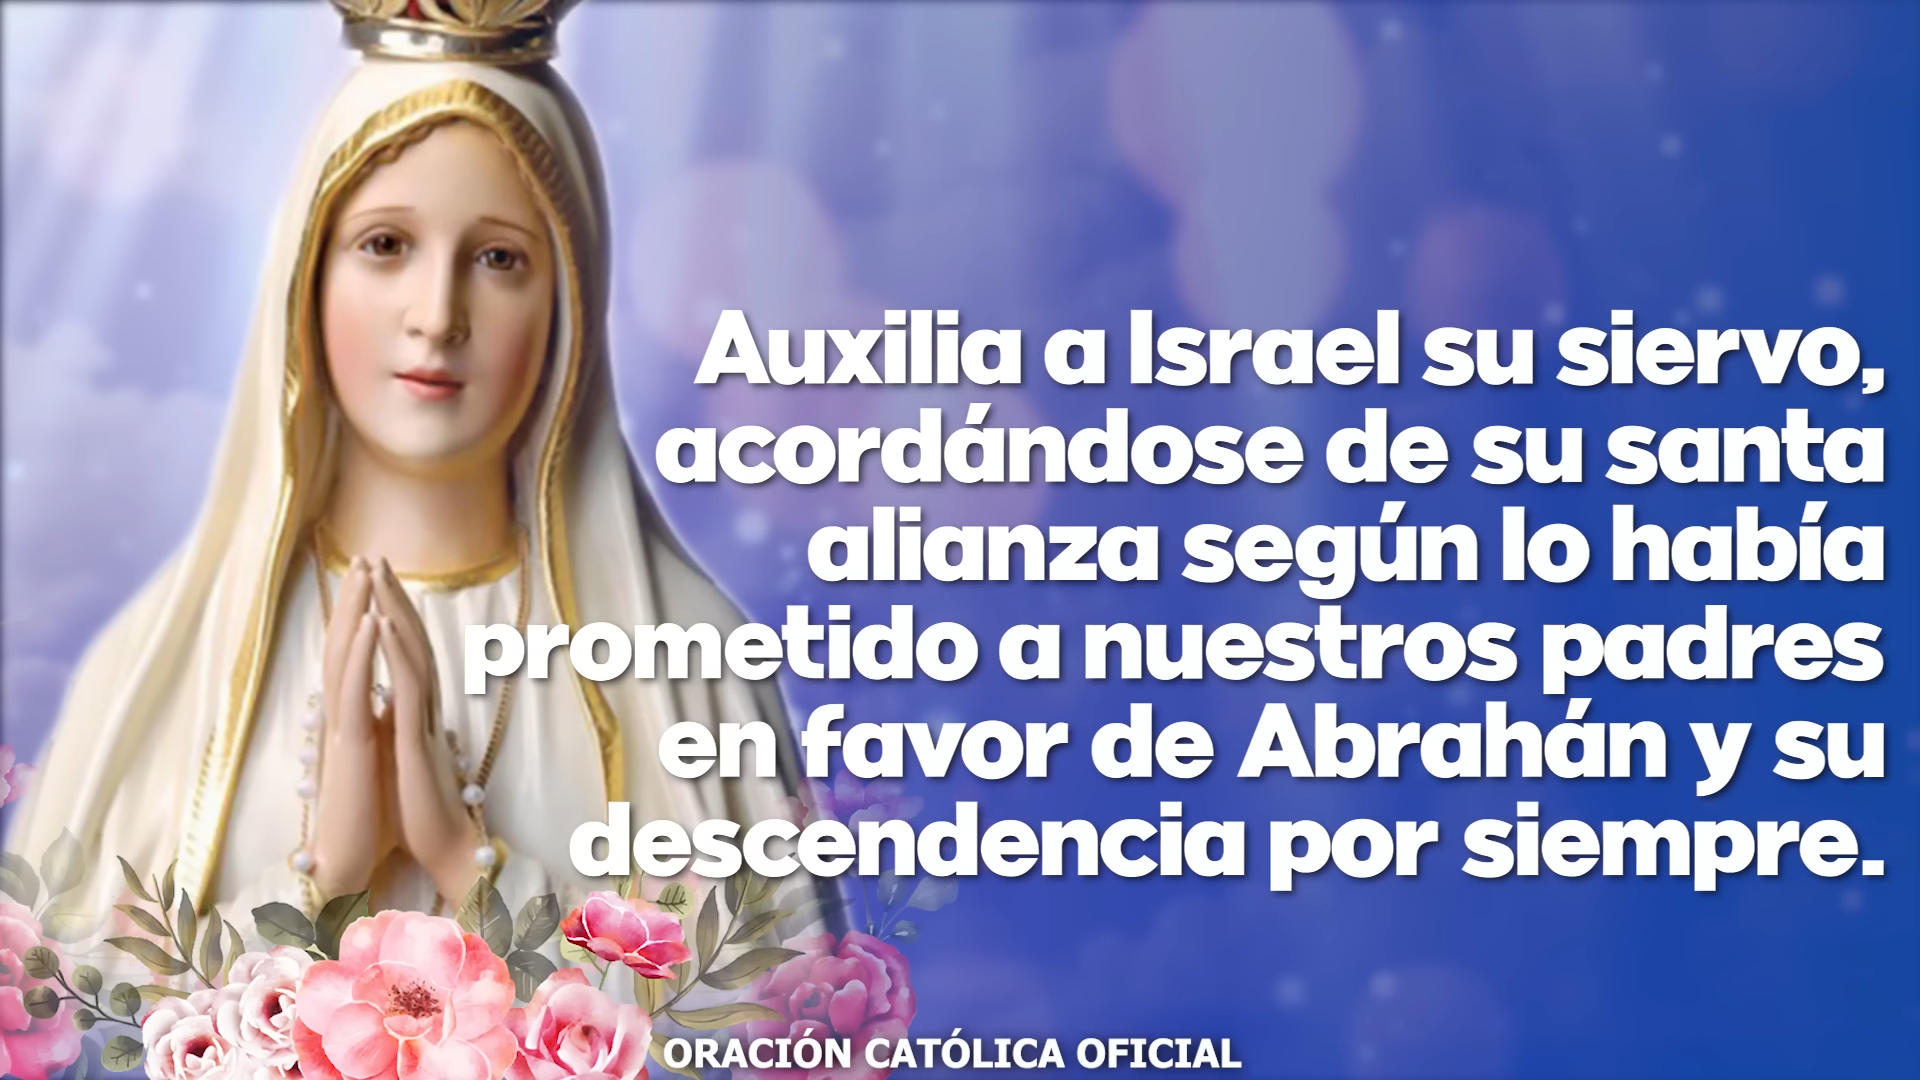 Auxilia a Israel su siervo,
acordándose de su santa
alianza según lo había
prometido a nuestros padres
en favor de Abrahán y su
descendencia por siempre.
ORACIÓN CATÓLICA OFICIAL